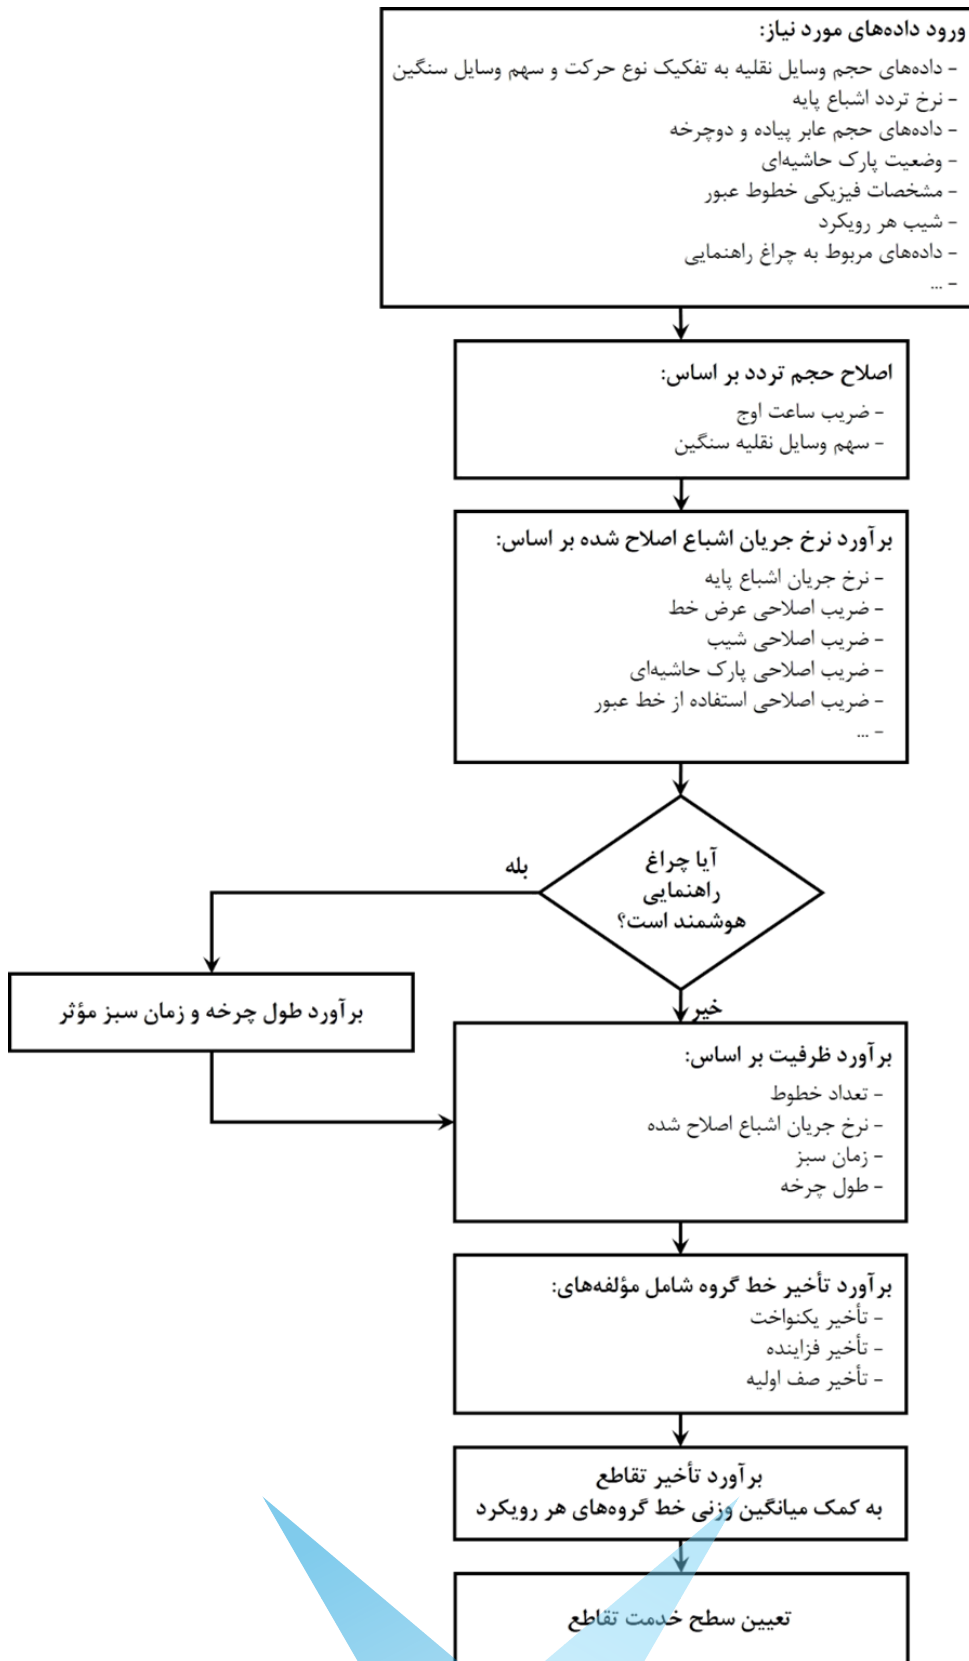 ورود داده‌های مورد نیاز:
- داده‌های حجم وسایل نقلیه به تفکیک نوع حرکت و سهم وسایل سنگین
- نرخ تردد اشباع پایه
- داده‌های حجم عابر پیاده و دوچرخه
- وضعیت پارک حاشیه‌ای
- مشخصات فیزیکی خطوط عبور
- شیب هر رویکرد
- داده‌های مربوط به چراغ راهنمایی
- ...
اصلاح حجم تردد بر اساس:
- ضریب ساعت اوج
- سهم وسایل نقلیه سنگین
برآورد نرخ جریان اشباع اصلاح شده بر اساس:
- نرخ جریان اشباع پایه
- ضریب اصلاحی عرض خط
- ضریب اصلاحی شیب
- ضریب اصلاحی پارک حاشیه‌ای
- ضریب اصلاحی استفاده از خط عبور
- ...
آیا چراغ
راهنمایی
هوشمند است؟
بله
برآورد طول چرخه و زمان سبز مؤثر
خیر
برآورد ظرفیت بر اساس:
- تعداد خطوط
- نرخ جریان اشباع اصلاح شده
- زمان سبز
- طول چرخه
برآورد تأخیر خط گروه شامل مؤلفه‌های:
- تأخیر یکنواخت
- تأخیر فزاینده
- تأخیر صف اولیه
برآورد تأخیر تقاطع
به کمک میانگین وزنی خط گروه‌های هر رویکرد
تعیین سطح خدمت تقاطع